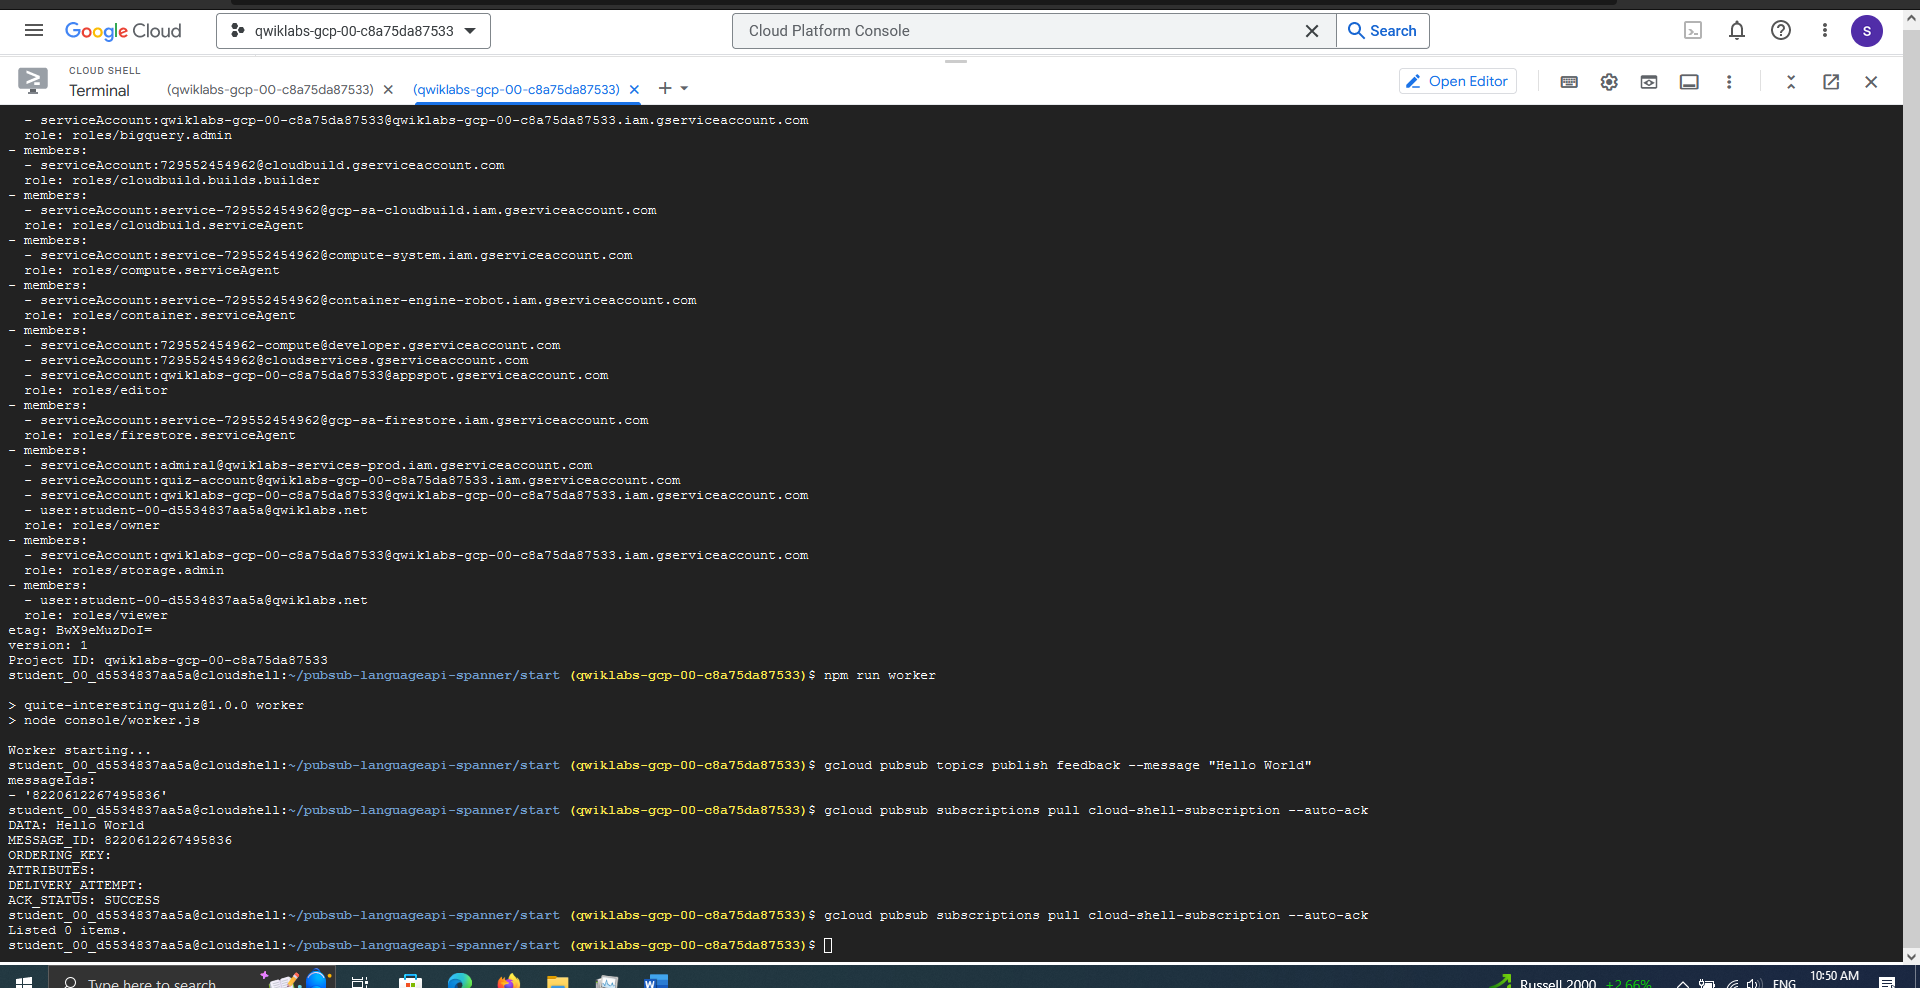 Google Cloud
qwiklabs-gcp-00-c8a75da87533
Cloud Platform Console
Search
S
CLOUD SHELL
Terminal
(qwiklabs-gcp-00-c8a75da87533)
(qwiklabs-gcp-00-c8a75da87533)
Open Editor
- serviceAccount:qwiklabs-gcp-00-c8a75da87533@qwiklabs-gcp-00-c8a75da87533.iam.gserviceaccount.com
role: roles/bigquery.admin
- members:
- serviceAccount:729552454962@cloudbuild.gserviceaccount.com
role: roles/cloudbuild.builds.builder
- members:
- serviceAccount:service-729552454962@gcp-sa-cloudbuild.iam.gserviceaccount.com
role: roles/cloudbuild.serviceAgent
- members:
- serviceAccount:service-729552454962@compute-system.iam.gserviceaccount.com
role: roles/compute.serviceAgent
- members:
- serviceAccount:service-729552454962@container-engine-robot.iam.gserviceaccount.com
role: roles/container.serviceAgent
- members:
- serviceAccount:729552454962-compute@developer.gserviceaccount.com
- serviceAccount:729552454962@cloudservices.gserviceaccount.com
- serviceAccount:qwiklabs-gcp-00-c8a75da87533@appspot.gserviceaccount.com
role: roles/editor
- members:
- serviceAccount:service-729552454962@gcp-sa-firestore.iam.gserviceaccount.com
role: roles/firestore.serviceAgent
- members:
- serviceAccount:admiral@qwiklabs-services-prod.iam.gserviceaccount.com
- serviceAccount:quiz-account@qwiklabs-gcp-00-c8a75da87533.iam.gserviceaccount.com
- serviceAccount:qwiklabs-gcp-00-c8a75da87533@qwiklabs-gcp-00-c8a75da87533.iam.gserviceaccount.com
- user:student-00-d5534837aa5a@qwiklabs.net
role: roles/owner
- members:
- serviceAccount:qwiklabs-gcp-00-c8a75da87533@qwiklabs-gcp-00-c8a75da87533.iam.gserviceaccount.com
role: roles/storage.admin
- members:
- user:student-00-d5534837aa5a@qwiklabs.net
role: roles/viewer
etag: BwX9eMuzDoI=
version: 1
Project ID: qwiklabs-gcp-00-c8a75da87533
student_00_d5534837aa5a@cloudshell:~/pubsub-languageapi-spanner/start (qwiklabs-gcp-00-c8a75da87533)$ npm run worker
> quite-interesting-quiz@1.0.0 worker
> node console/worker.js
Worker starting...
student_00_d5534837aa5a@cloudshell:~/pubsub-languageapi-spanner/start (qwiklabs-gcp-00-c8a75da87533)$ gcloud pubsub topics publish feedback --message "Hello World"
messageIds:
- '8220612267495836'
student_00_d5534837aa5a@cloudshell:~/pubsub-languageapi-spanner/start (qwiklabs-gcp-00-c8a75da87533)$ gcloud pubsub subscriptions pull cloud-shell-subscription --auto-ack
DATA: Hello World
MESSAGE_ID: 8220612267495836
ORDERING_KEY:
ATTRIBUTES:
DELIVERY_ATTEMPT:
ACK_STATUS: SUCCESS
student_00_d5534837aa5a@cloudshell:~/pubsub-languageapi-spanner/start (qwiklabs-gcp-00-c8a75da87533)$ gcloud pubsub subscriptions pull cloud-shell-subscription --auto-ack
Listed 0 items.
student_00_d5534837aa5a@cloudshell:~/pubsub-languageapi-spanner/start (qwiklabs-gcp-00-c8a75da87533)$
Type here to search
Russell 2000 +2.66%
ENG
10:50 AM